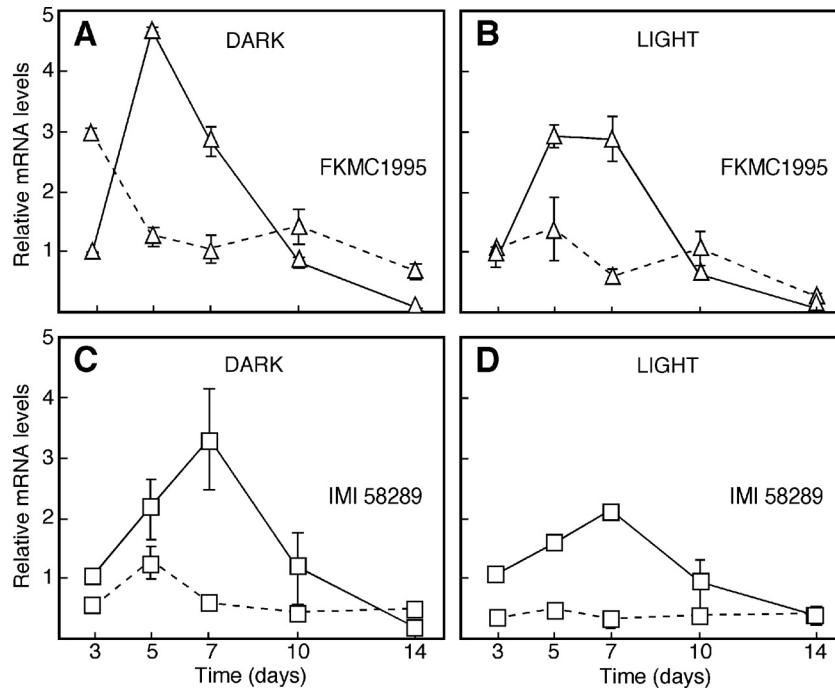 A
DARK
FKMC1995
Relative mRNA levels
5
4
3
2
1
B
LIGHT
FKMC1995
C
DARK
IMI 58289
Relative mRNA levels
5
4
3
2
1
3 5 7 10 14
Time (days)
D
LIGHT
IMI 58289
3 5 7 10 14
Time (days)